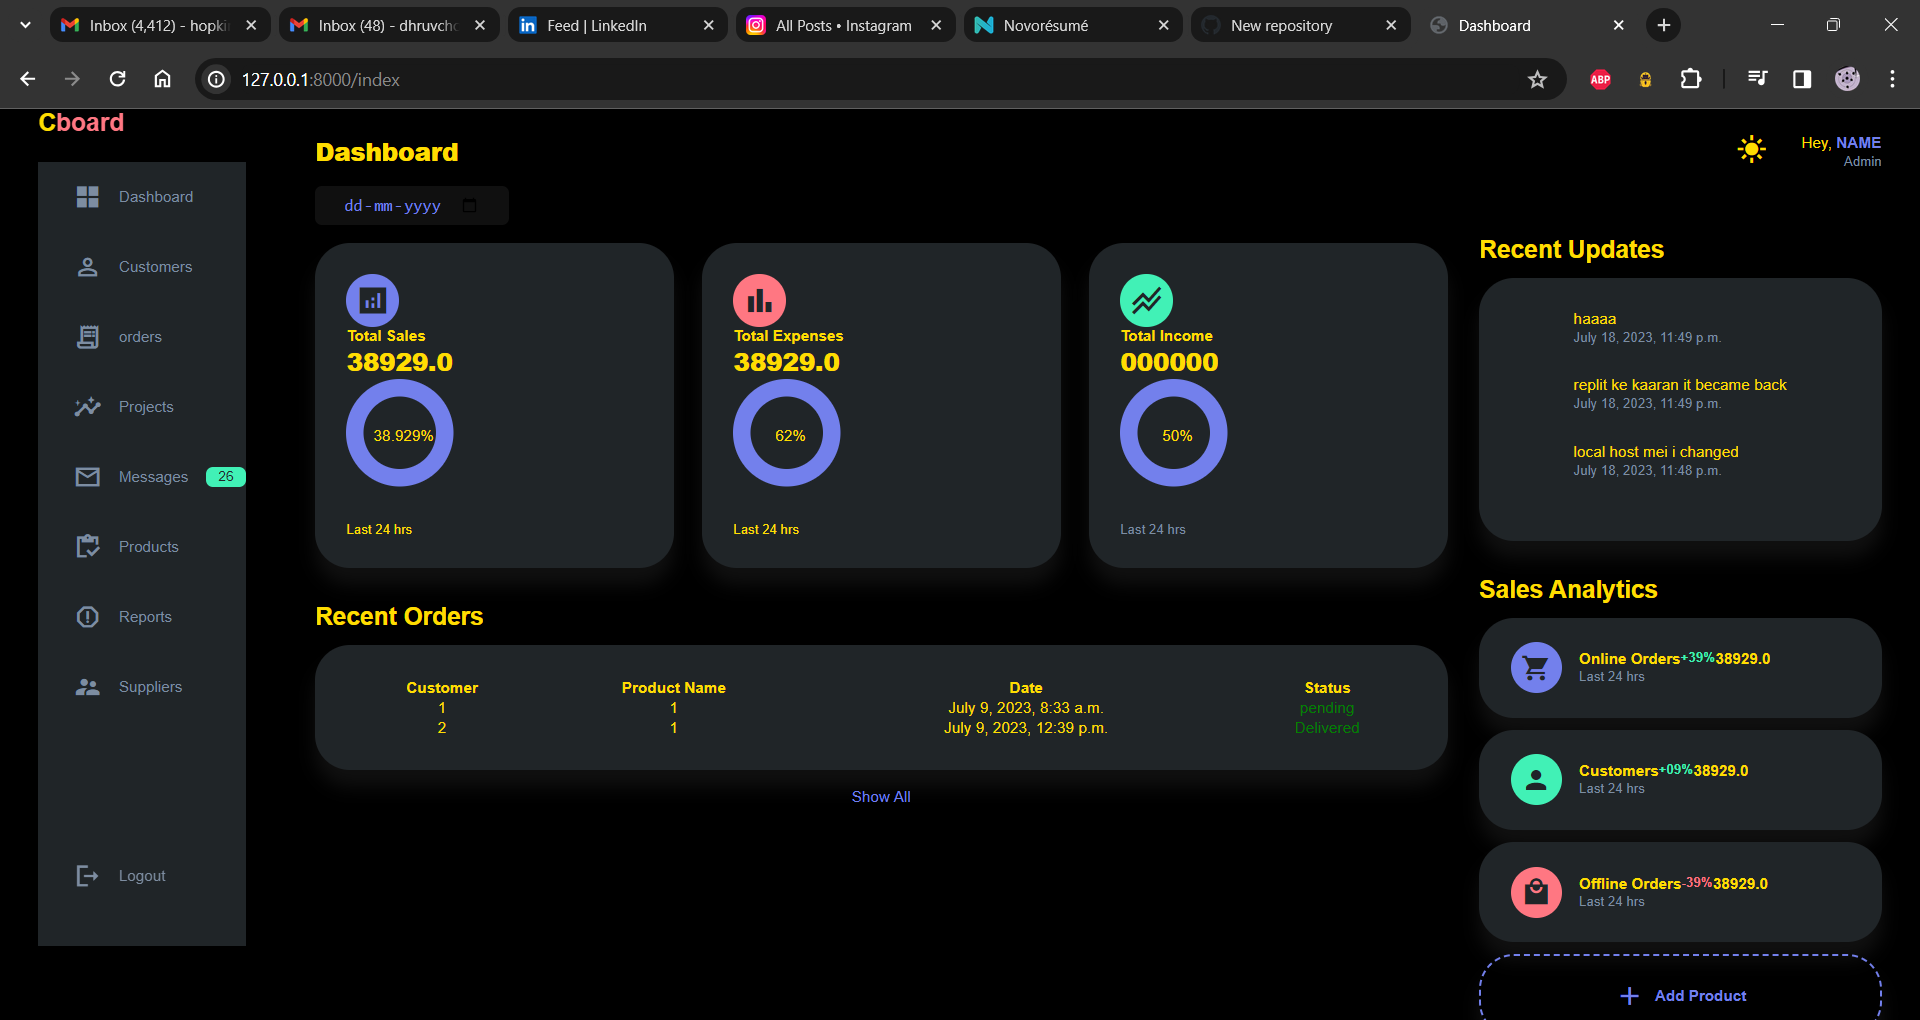 Inbox (4,412) - hopki
Inbox (48) - dhruvch
Feed | LinkedIn
All Posts • Instagram
Novorésumé
New repository
Dashboard
127.0.0.1:8000/index
ABP
Cboard
Dashboard
Customers
orders
Projects
Messages 26
Products
Reports
Suppliers
Logout
Dashboard
dd-mm-yyyy
Total Sales
38929.0
38.929%
Last 24 hrs
Total Expenses
38929.0
62%
Last 24 hrs
Total Income
000000
50%
Last 24 hrs
Recent Orders
Customer Product Name Date Status
1 1 July 9, 2023, 8:33 a.m. pending
2 1 July 9, 2023, 12:39 p.m. Delivered
Show All
Hey, NAME
Admin
Recent Updates
haaaa
July 18, 2023, 11:49 p.m.
replit ke kaaran it became back
July 18, 2023, 11:49 p.m.
local host mei i changed
July 18, 2023, 11:48 p.m.
Sales Analytics
Online Orders+39%38929.0
Last 24 hrs
Customers+09%38929.0
Last 24 hrs
Offline Orders-39%38929.0
Last 24 hrs
Add Product